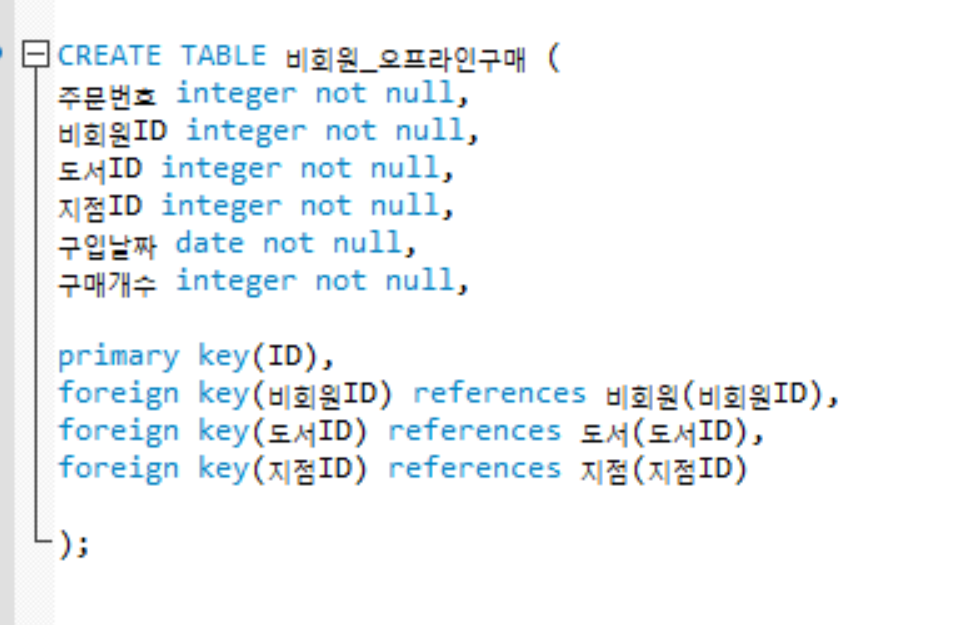 CREATE TABLE 비회원_오프라인구매 (
주문번호 integer not null,
비회원ID integer not null,
도서ID integer not null,
지점ID integer not null,
구입날짜 date not null,
구매개수 integer not null,
primary key(ID),
foreign key(비회원ID) references 비회원(비회원ID),
foreign key(도서ID) references 도서(도서ID),
foreign key(지점ID) references 지점(지점ID)
);